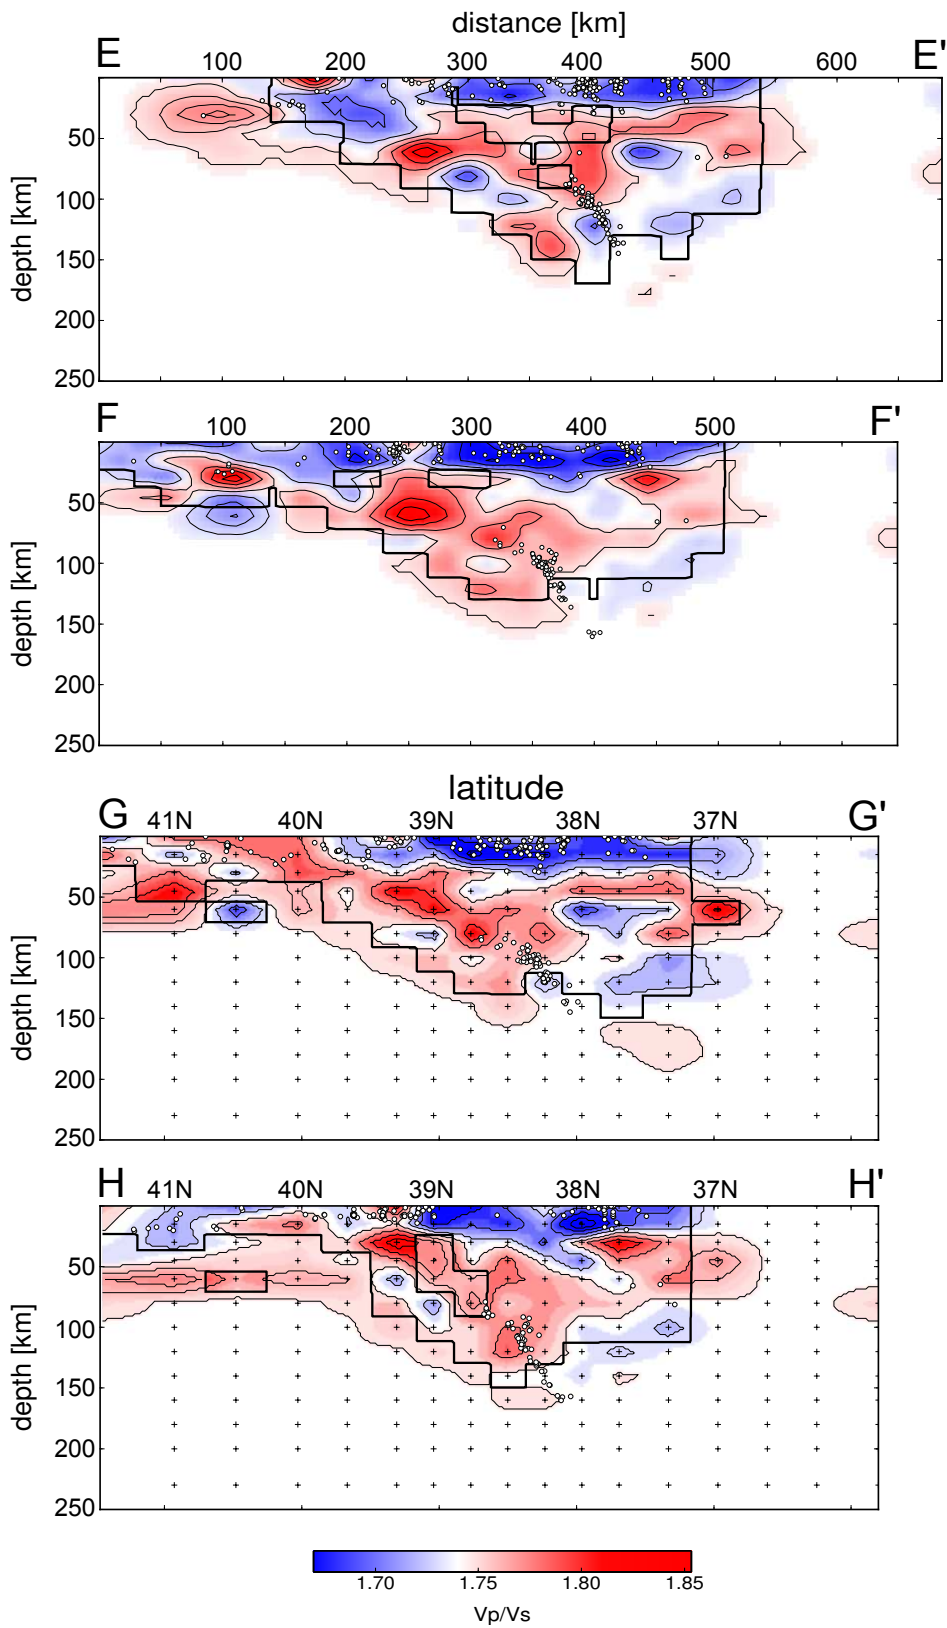 distance [km]
E E'
100 200 300 400 500 600
50
100
150
200
250
depth [km]
F F'
100 200 300 400 500
50
100
150
200
250
depth [km]
latitude
G G'
41N 40N 39N 38N 37N
50
100
150
200
250
depth [km]
H H'
41N 40N 39N 38N 37N
50
100
150
200
250
depth [km]
1.70 1.75 1.80 1.85
Vp/Vs